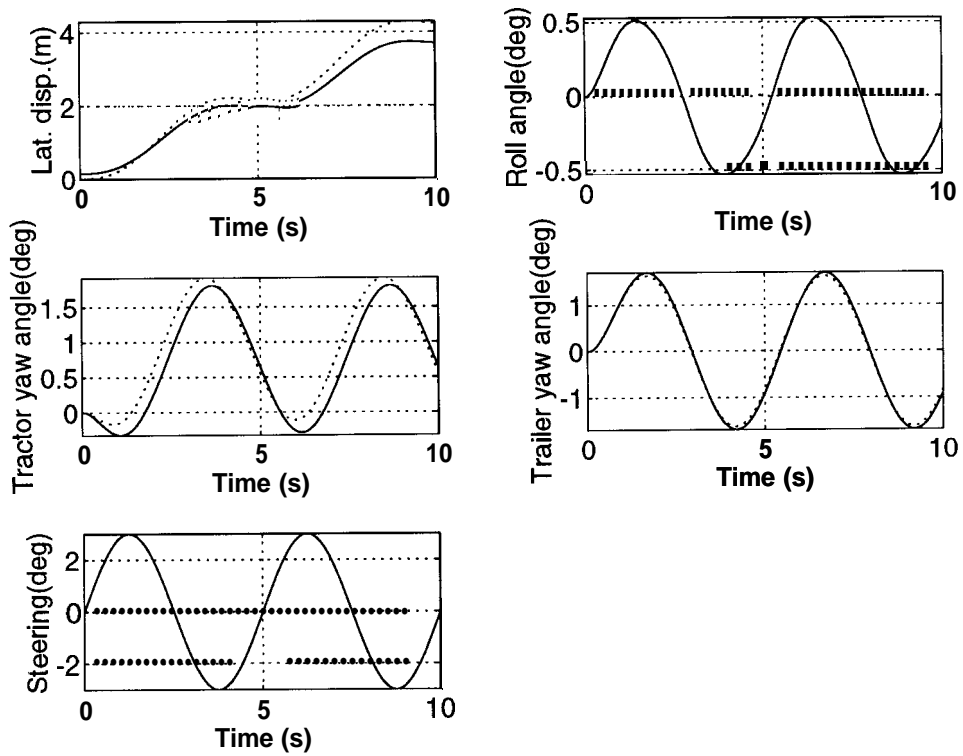 4
2
0
0 5 10
Lat. disp.(m)
Time (s)
0.5
0
-0.5
0 5 10
Roll angle(deg)
Time (s)
1.5
1
0.5
0
0 5 10
Tractor yaw angle(deg)
Time (s)
1
0
-1
0 5 10
Trailer yaw angle(deg)
Time (s)
2
0
-2
0 5 10
Steering(deg)
Time (s)